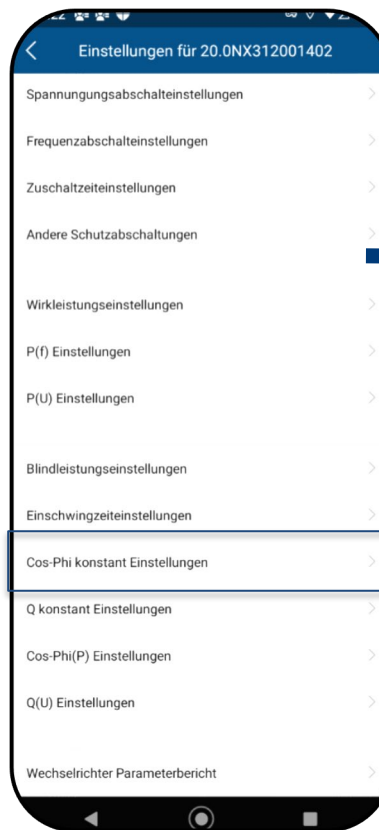 Einstellungen für 20.0NX312001402
Spannungungsabschalteinstellungen
Frequenzabschalteinstellungen
Zuschaltzeiteinstellungen
Andere Schutzabschaltungen
Wirkleistungseinstellungen
P(f) Einstellungen
P(U) Einstellungen
Blindleistungseinstellungen
Einschwingzeiteinstellungen
Cos-Phi konstant Einstellungen
Q konstant Einstellungen
Cos-Phi(P) Einstellungen
Q(U) Einstellungen
Wechselrichter Parameterbericht